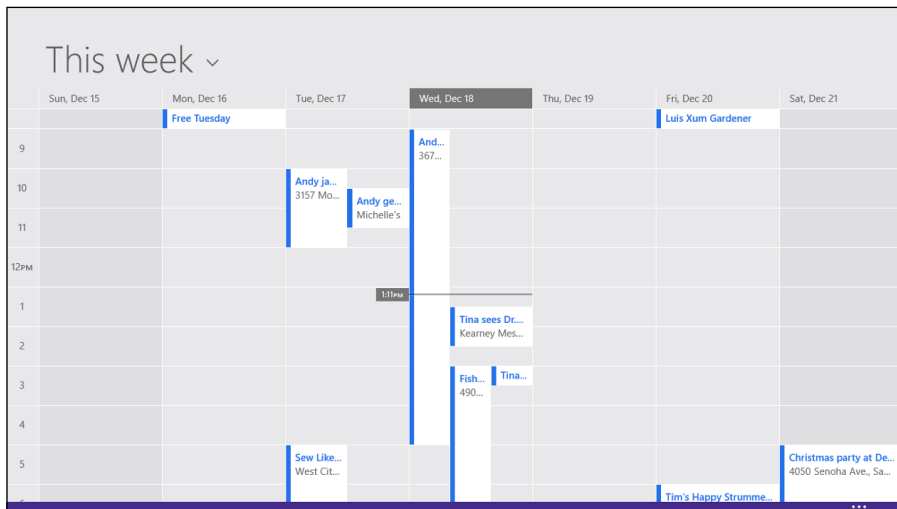 This week
Sun, Dec 15
Mon, Dec 16
Tue, Dec 17
Wed, Dec 18
Thu, Dec 19
Fri, Dec 20
Sat, Dec 21
Free Tuesday
Luis Xum Gardener
9
And...
367...
10
Andy ja...
3157 Mo...
Andy ge...
Michelle's
11
12PM
1:11PM
1
Tina sees Dr....
Kearney Mes...
2
3
Fish...
490...
Tina...
4
5
Sew Like...
West Cit...
Christmas party at De...
4050 Senoha Ave., Sa...
Tim's Happy Strumme...